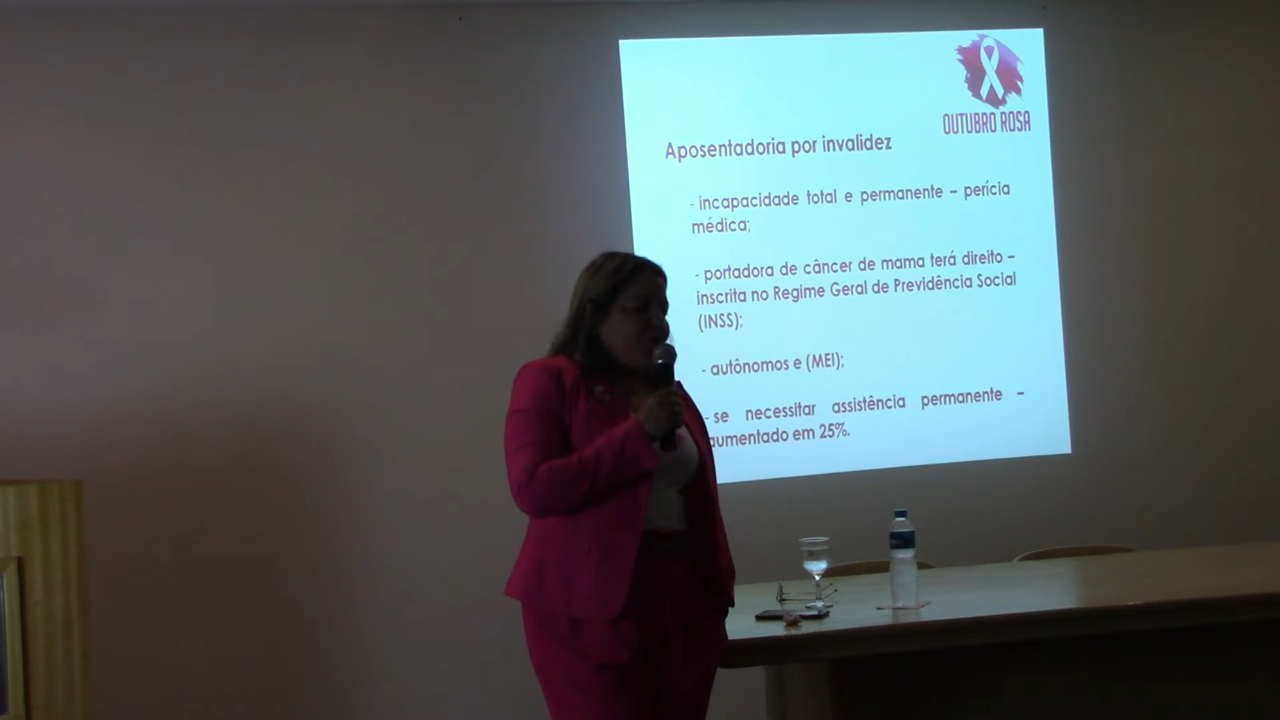 OUTUBRO ROSA
Aposentadoria por invalidez
- incapacidade total e permanente – perícia
médica;
- portadora de câncer de mama terá direito –
inscrita no Regime Geral de Previdência Social
(INSS);
- autônomos e (MEI);
- se necessitar assistência permanente –
aumentado em 25%.